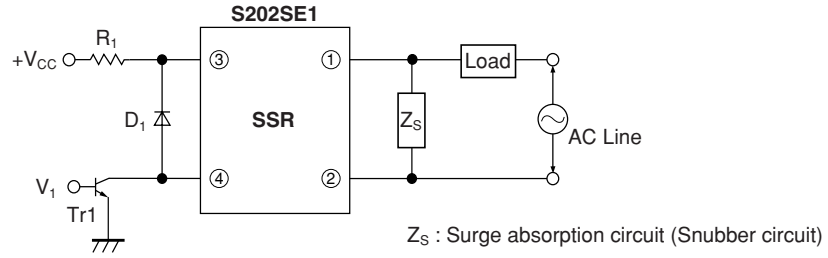 S202SE1
R1
+VCC
③
①
Load
D1
SSR
ZS
AC Line
V1
④
②
Tr1
ZS : Surge absorption circuit (Snubber circuit)